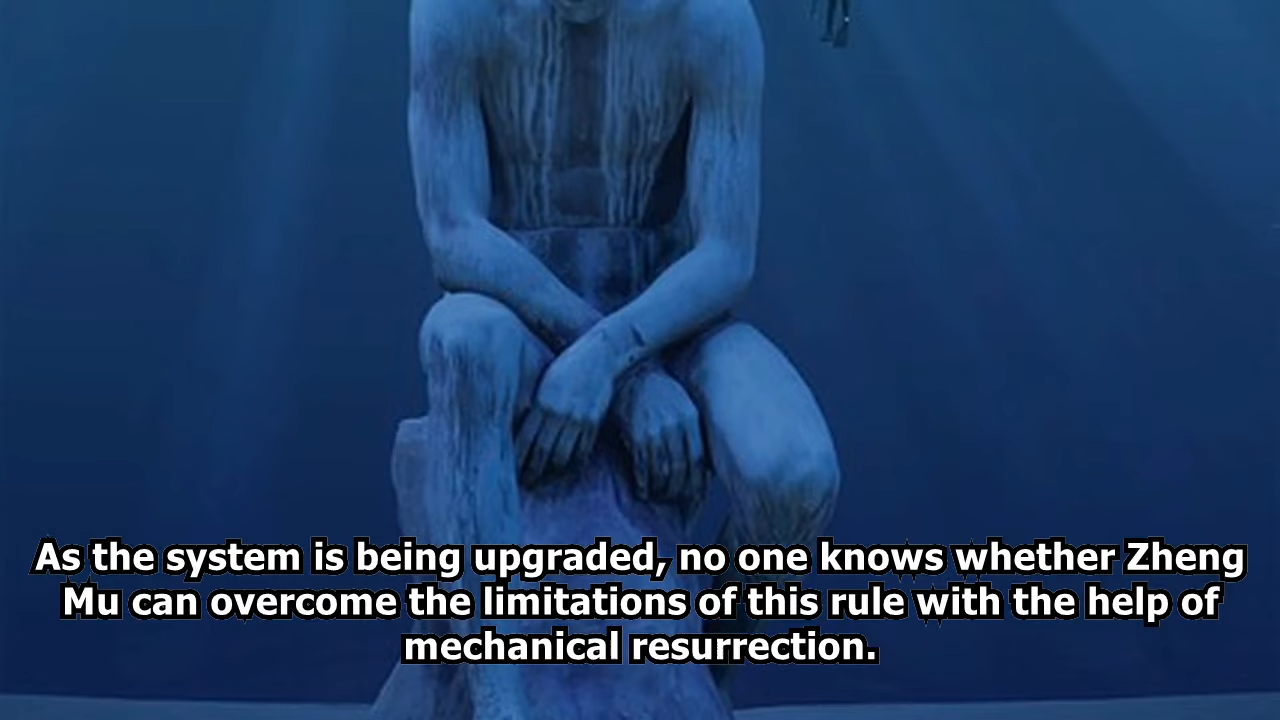 As the system is being upgraded, no one knows whether Zheng
Mu can overcome the limitations of this rule with the help of
mechanical resurrection.